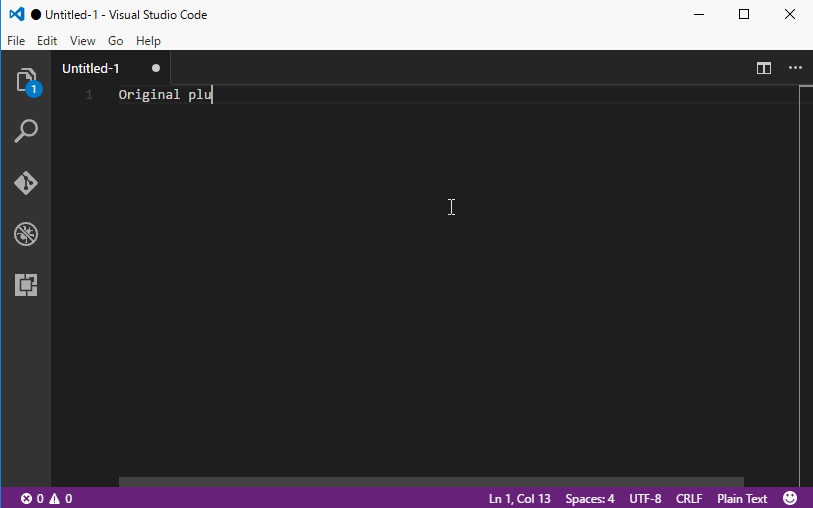 Untitled-1 - Visual Studio Code
File Edit View Go Help
Untitled-1
1
1 Original plu
0 0 Ln 1, Col 13 Spaces: 4 UTF-8 CRLF Plain Text